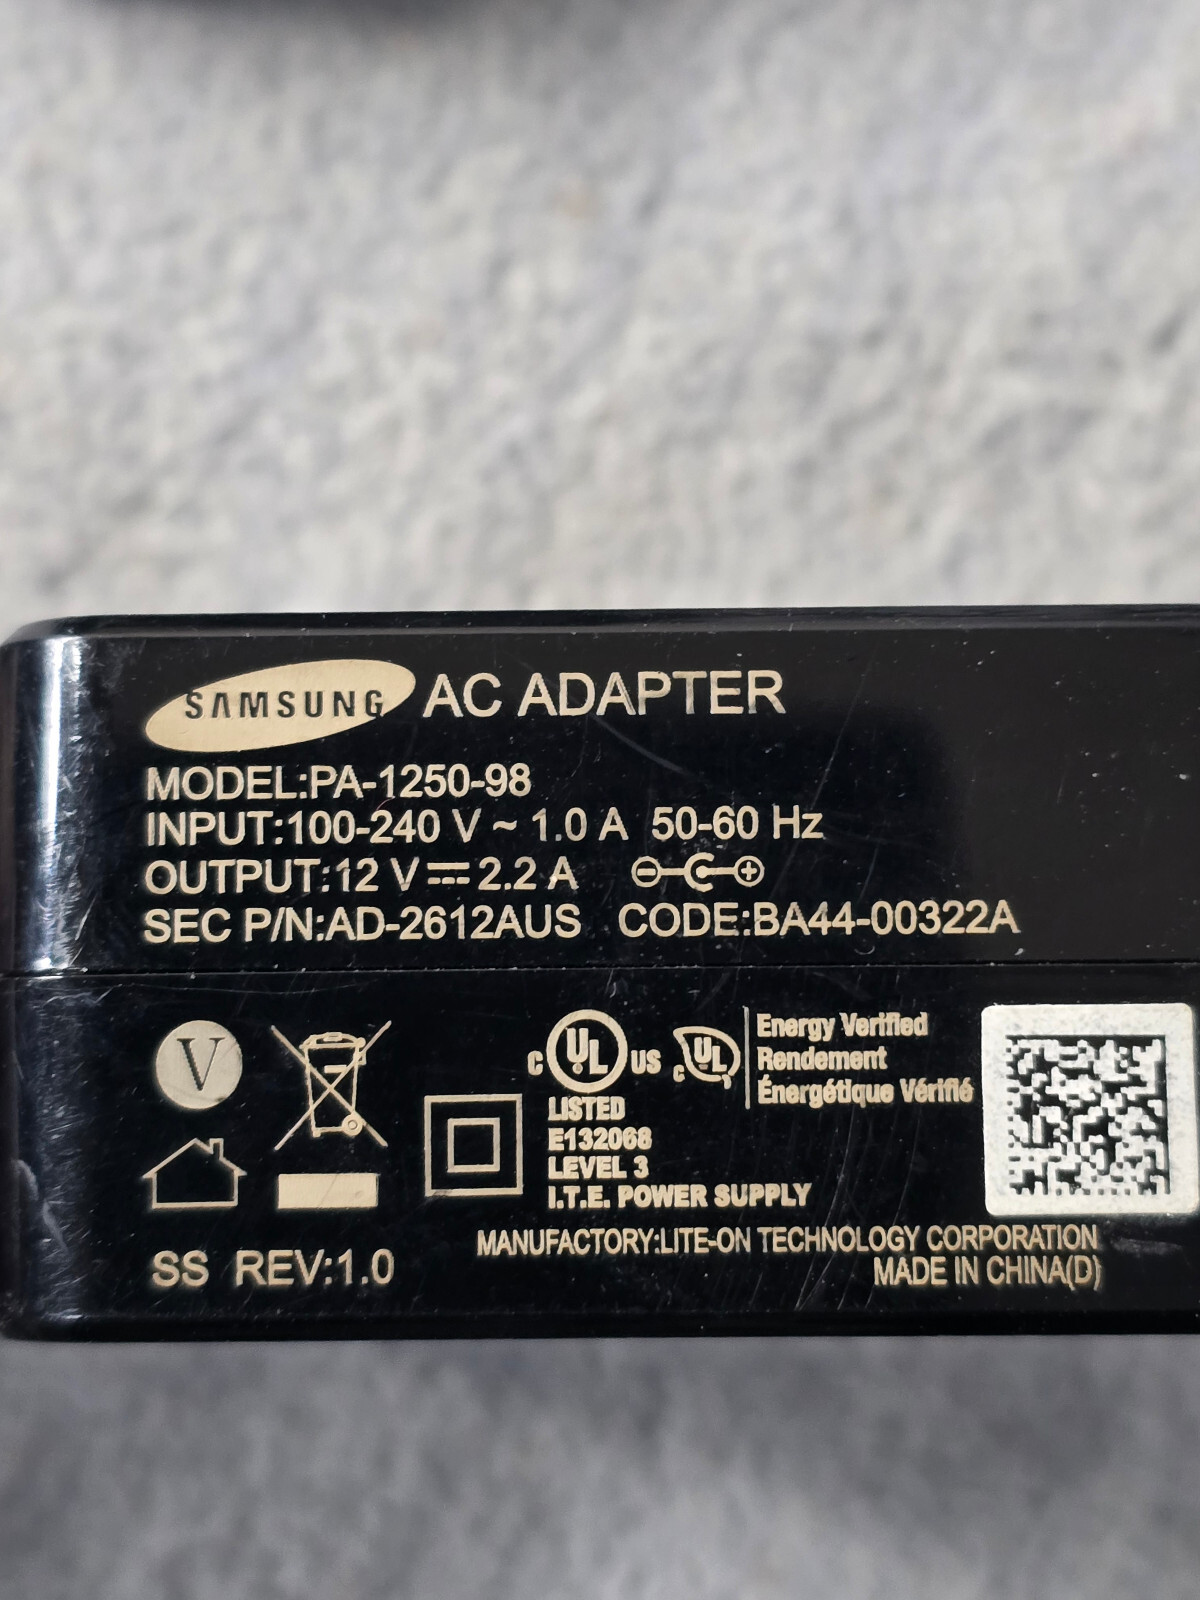 SAMSUNG AC ADAPTER
MODEL:PA-1250-98
INPUT:100-240 V ~ 1.0 A 50-60 Hz
OUTPUT:12 V ⎓ 2.2 A
SEC P/N:AD-2612AUS CODE:BA44-00322A
V
C UL US
LISTED
E132068
LEVEL 3
I.T.E. POWER SUPPLY
C UL
Energy Verified
Rendement
Énergétique Vérifié
SS REV:1.0
MANUFACTORY:LITE-ON TECHNOLOGY CORPORATION
MADE IN CHINA(D)